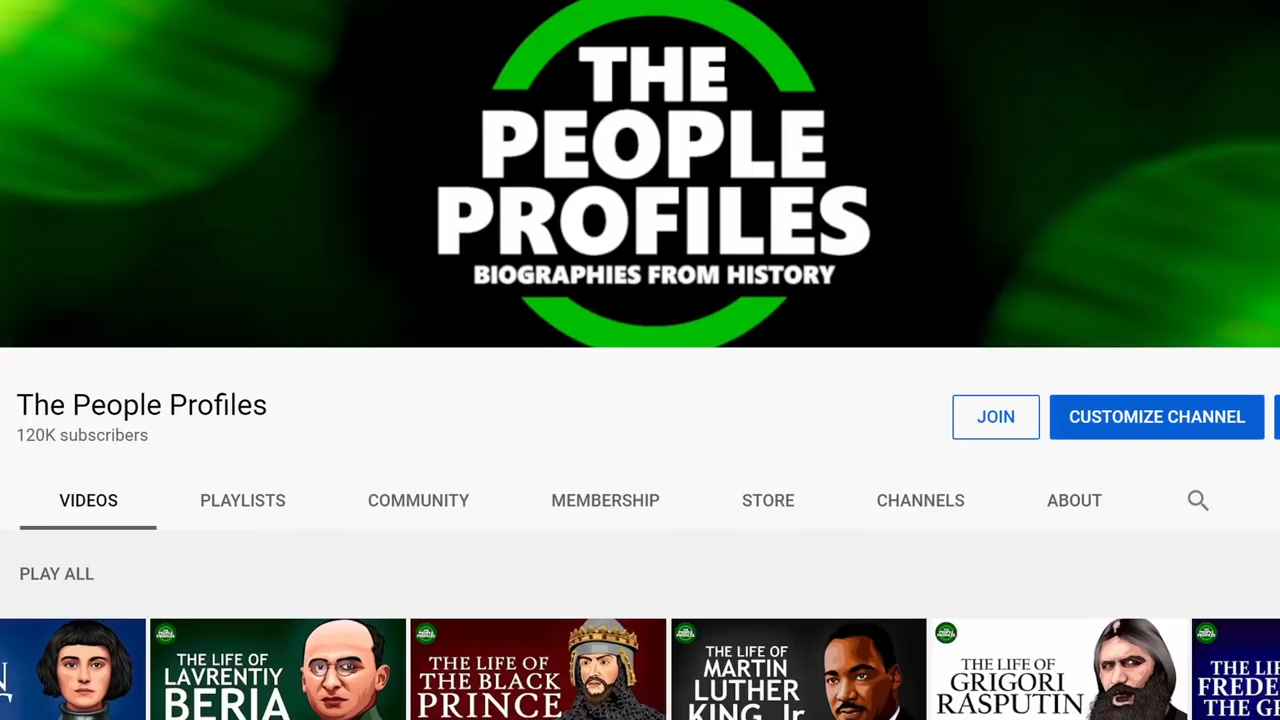 THE
PEOPLE
PROFILES
BIOGRAPHIES FROM HISTORY
The People Profiles
120K subscribers
JOIN
CUSTOMIZE CHANNEL
VIDEOS
PLAYLISTS
COMMUNITY
MEMBERSHIP
STORE
CHANNELS
ABOUT
PLAY ALL
THE LIFE OF
LAVRENTIY
BERIA
THE LIFE OF
THE BLACK
PRINCE
THE LIFE OF
MARTIN
LUTHER
KING, Jr
THE LIFE OF
GRIGORI
RASPUTIN